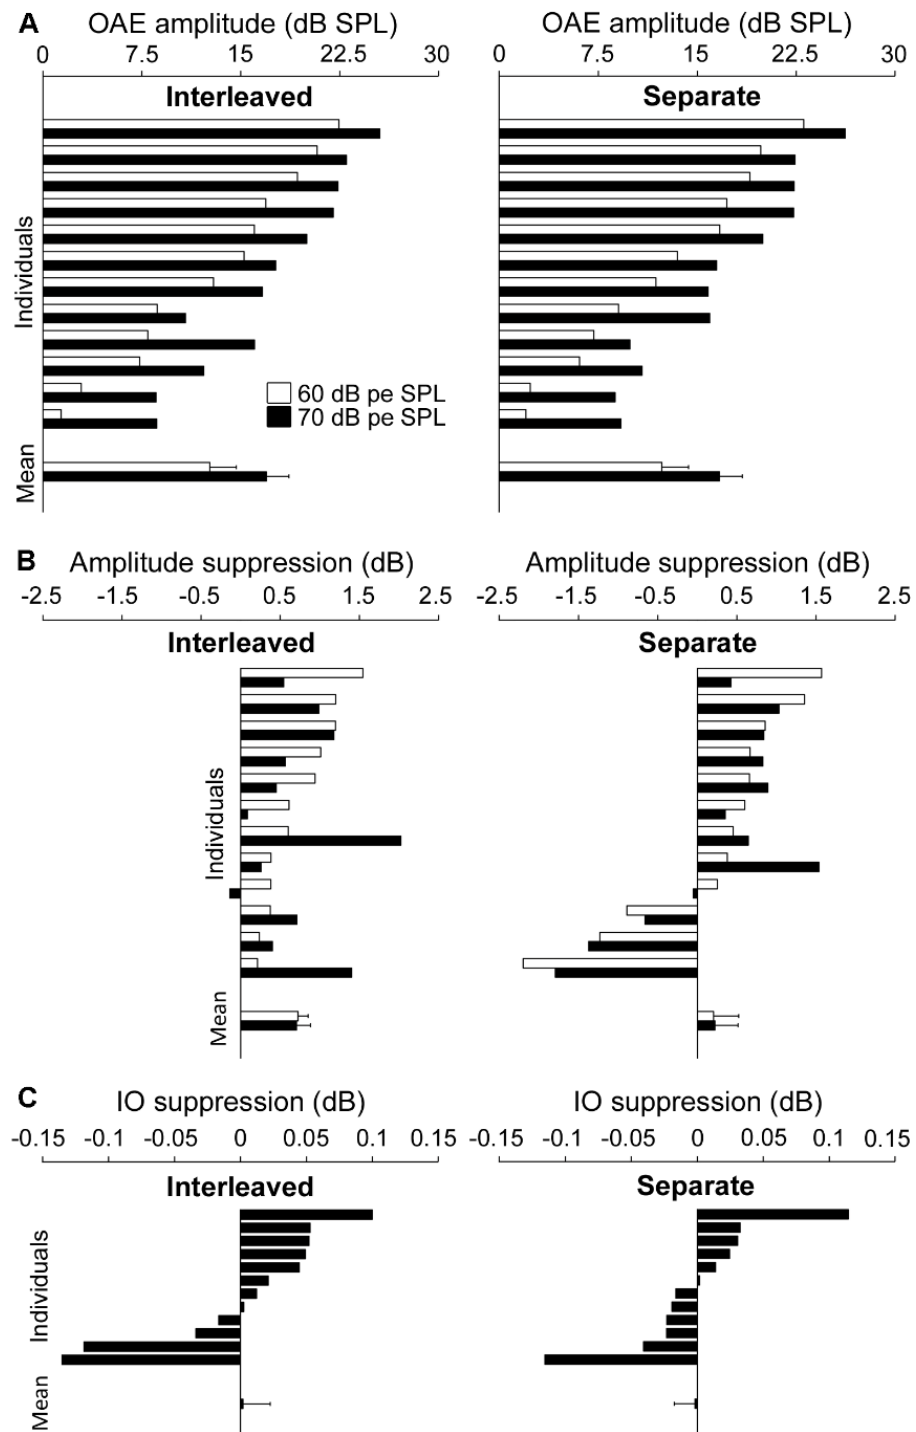 A OAE amplitude (dB SPL) OAE amplitude (dB SPL)
0 7.5 15 22.5 30 0 7.5 15 22.5 30
Interleaved Separate
Individuals
60 dB pe SPL
70 dB pe SPL
Mean
B Amplitude suppression (dB) Amplitude suppression (dB)
-2.5 -1.5 -0.5 0.5 1.5 2.5 -2.5 -1.5 -0.5 0.5 1.5 2.5
Interleaved Separate
Individuals
Mean
C IO suppression (dB) IO suppression (dB)
-0.15 -0.1 -0.05 0 0.05 0.1 0.15 -0.15 -0.1 -0.05 0 0.05 0.1 0.15
Interleaved Separate
Individuals
Mean